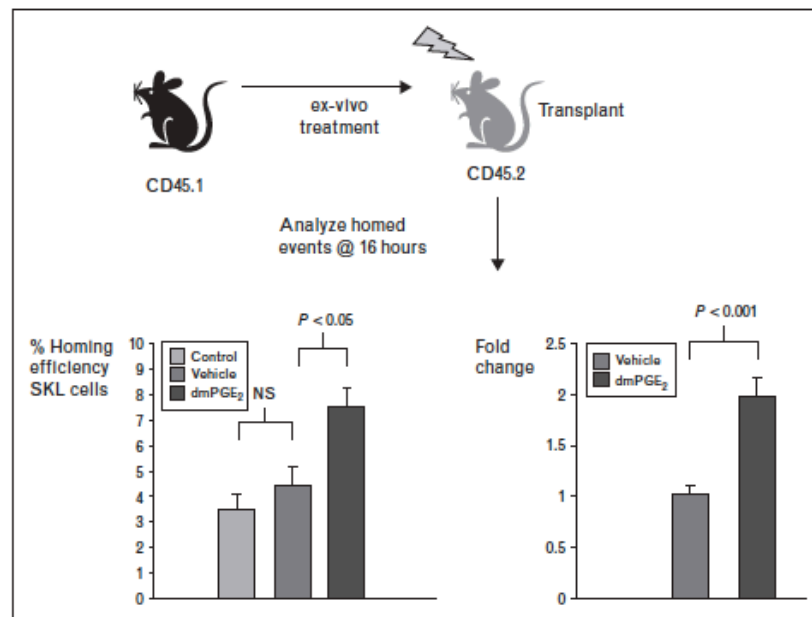 ex-vivo
treatment
Transplant
CD45.1
CD45.2
Analyze homed
events @ 16 hours
% Homing
efficiency
SKL cells
P < 0.05
Control
Vehicle
dmPGE₂
NS
10
9
8
7
6
5
4
3
2
1
0
Fold
change
P < 0.001
Vehicle
dmPGE₂
2.5
2
1.5
1
0.5
0